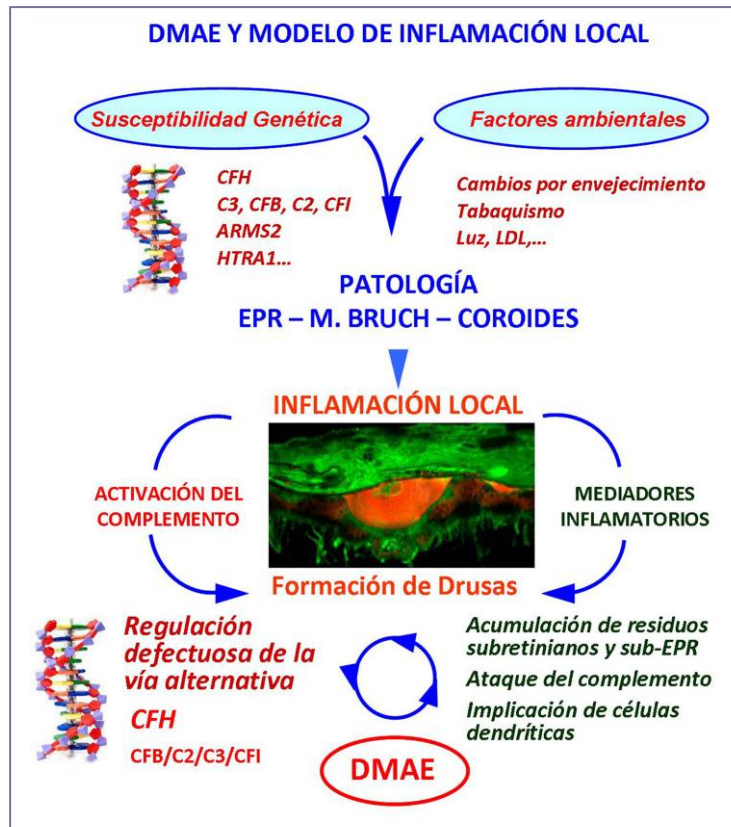 DMAE Y MODELO DE INFLAMACIÓN LOCAL
Susceptibilidad Genética
Factores ambientales
CFH
C3, CFB, C2, CFI
ARMS2
HTRA1...
Cambios por envejecimiento
Tabaquismo
Luz, LDL,...
PATOLOGÍA
EPR – M. BRUCH – COROIDES
INFLAMACIÓN LOCAL
ACTIVACIÓN DEL
COMPLEMENTO
MEDIADORES
INFLAMATORIOS
Formación de Drusas
Regulación
defectuosa de la
vía alternativa
CFH
CFB/C2/C3/CFI
Acumulación de residuos
subretinianos y sub-EPR
Ataque del complemento
Implicación de células
dendríticas
DMAE